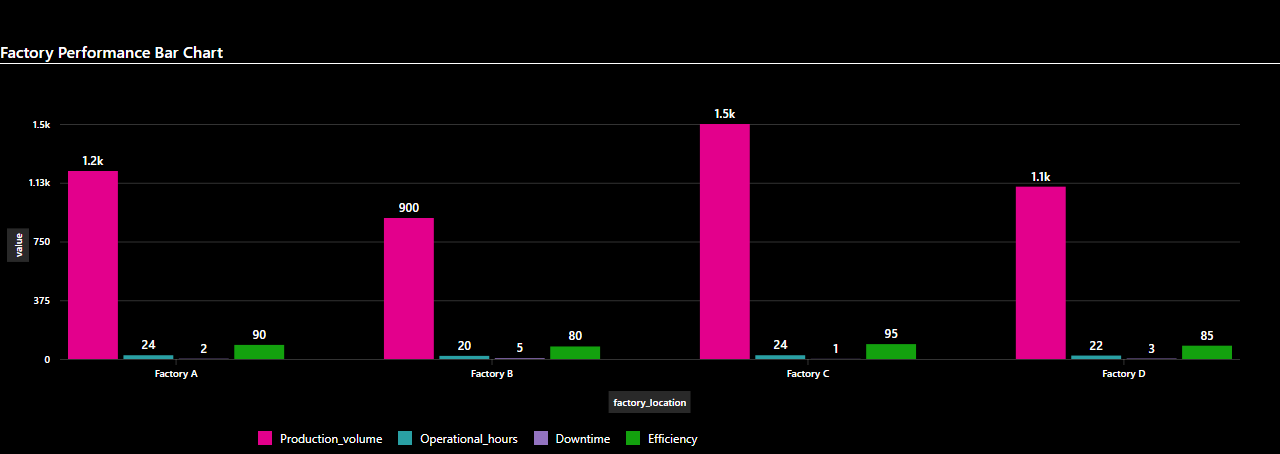 Factory Performance Bar Chart
1.5k
1.13k
750
375
0
value
1.2k
24
2
90
900
20
5
80
1.5k
24
1
95
1.1k
22
3
85
Factory A
Factory B
Factory C
Factory D
factory_location
Production_volume
Operational_hours
Downtime
Efficiency